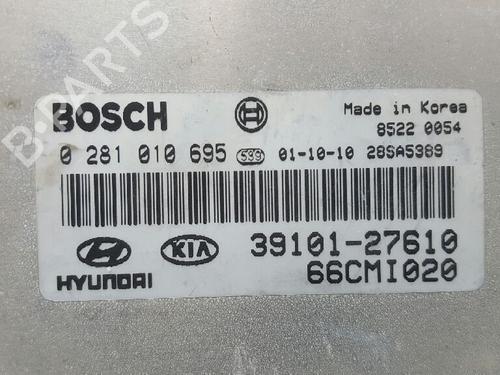 BOSCH Made in Korea
8522 0054
0 281 010 695 539 01-10-10 28SA5389
HYUNDAI KIA 39101-27610
66CMI020
B-PARTS